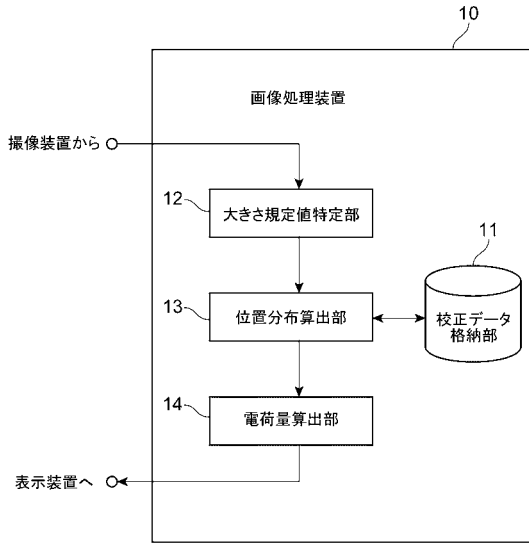 10
画像処理装置
撮像装置から
12
大きさ規定値特定部
11
13
位置分布算出部
校正データ
格納部
14
電荷量算出部
表示装置へ